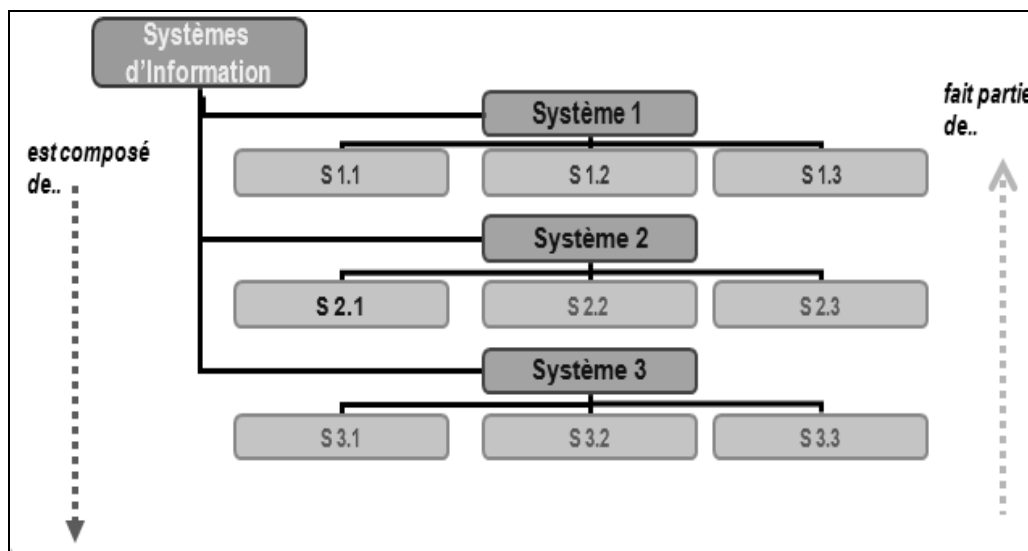 Systèmes
d'Information
fait partie
de..
Système 1
est composé
de..
S 1.1
S 1.2
S 1.3
Système 2
S 2.1
S 2.2
S 2.3
Système 3
S 3.1
S 3.2
S 3.3